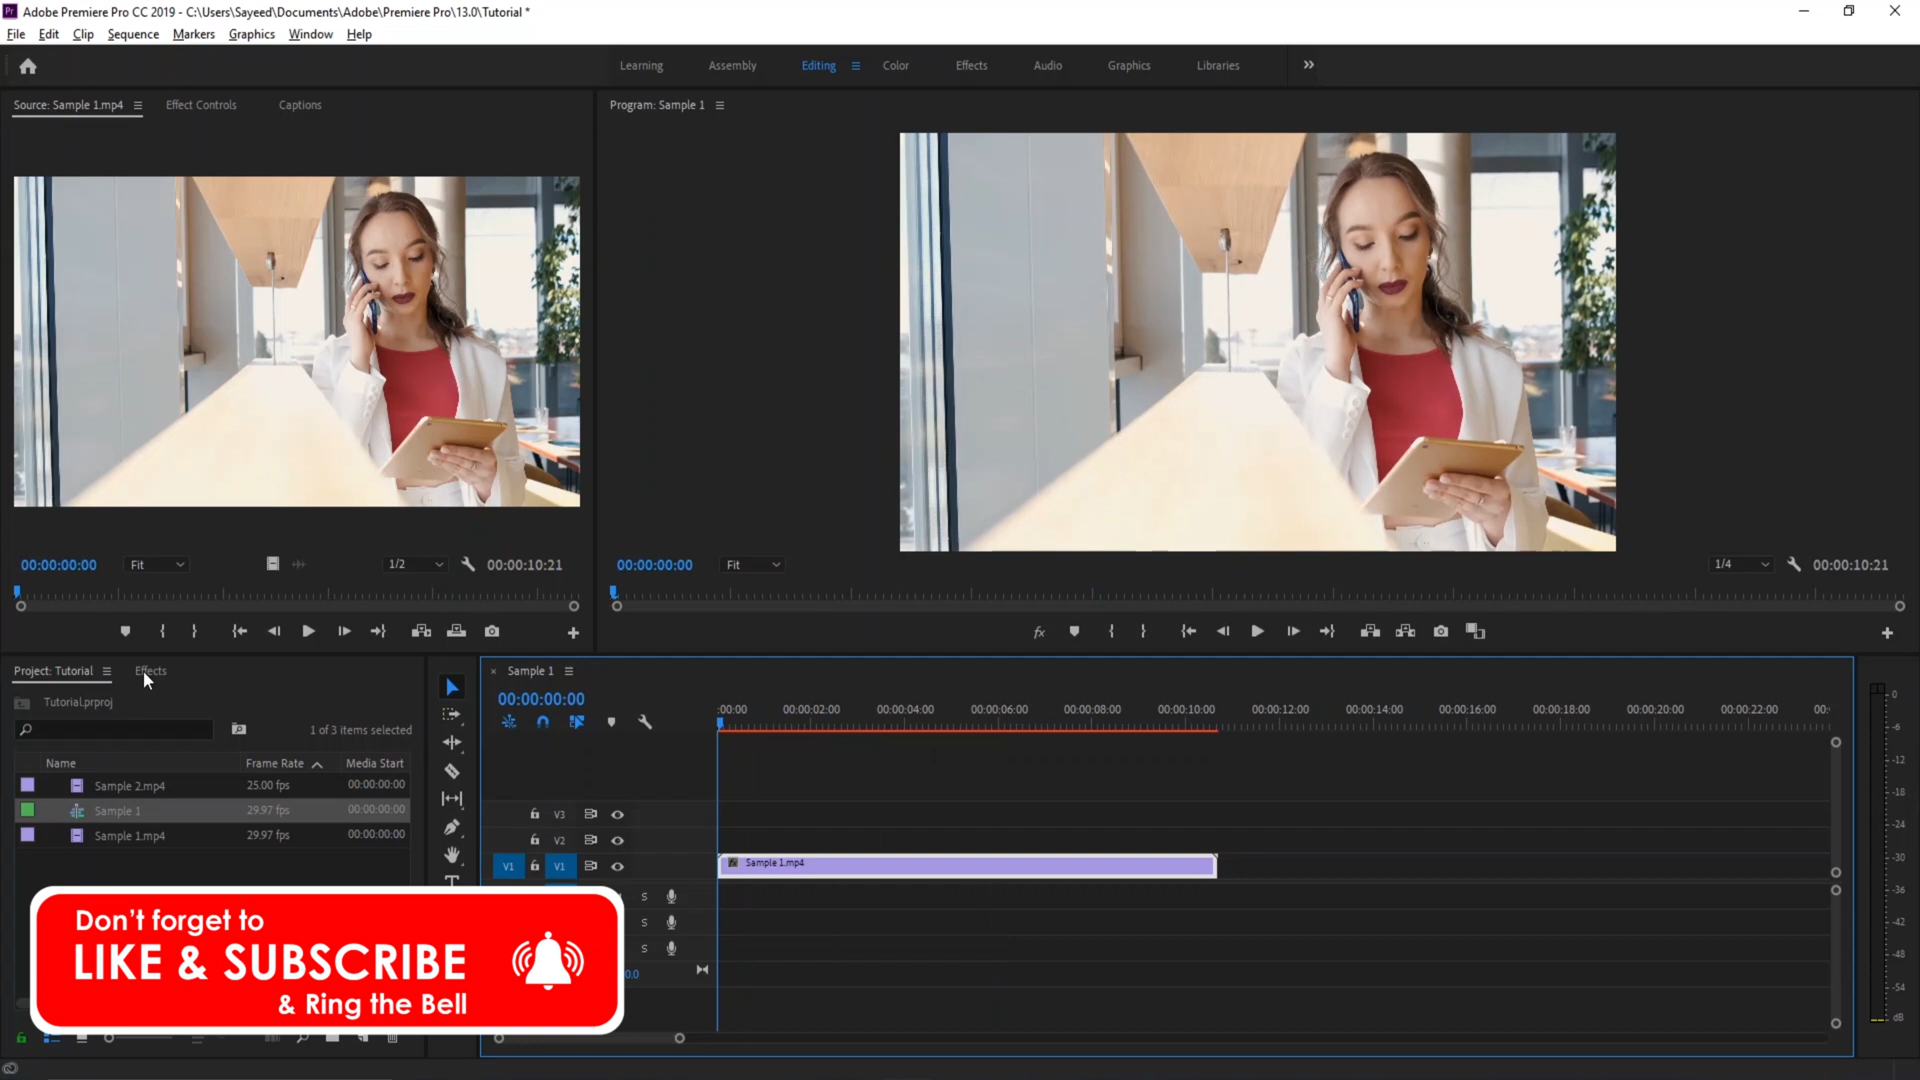 Adobe Premiere Pro CC 2019 - C:\Users\Sayeed\Documents\Adobe\Premiere Pro\13.0\Tutorial *
File Edit Clip Sequence Markers Graphics Window Help
Learning Assembly Editing Color Effects Audio Graphics Libraries
Source: Sample 1.mp4 Effect Controls Captions
Program: Sample 1
00:00:00:00 Fit 1/2 00:00:10:21
00:00:00:00 Fit 1/4 00:00:10:21
Project: Tutorial Effects
Tutorial.prproj
1 of 3 items selected
Name Frame Rate Media Start
Sample 2.mp4 25.00 fps 00:00:00:00
Sample 1 29.97 fps 00:00:00:00
Sample 1.mp4 29.97 fps 00:00:00:00
Sample 1
00:00:00:00
:00:00 00:00:02:00 00:00:04:00 00:00:06:00 00:00:08:00 00:00:10:00 00:00:12:00 00:00:14:00 00:00:16:00 00:00:18:00 00:00:20:00 00:00:22:00 00:
V3
V2
V1 V1 Sample 1.mp4
S
S
S
0.0
0
-6
-12
-18
-24
-30
-36
-42
-48
-54
dB
Don't forget to
LIKE & SUBSCRIBE
& Ring the Bell